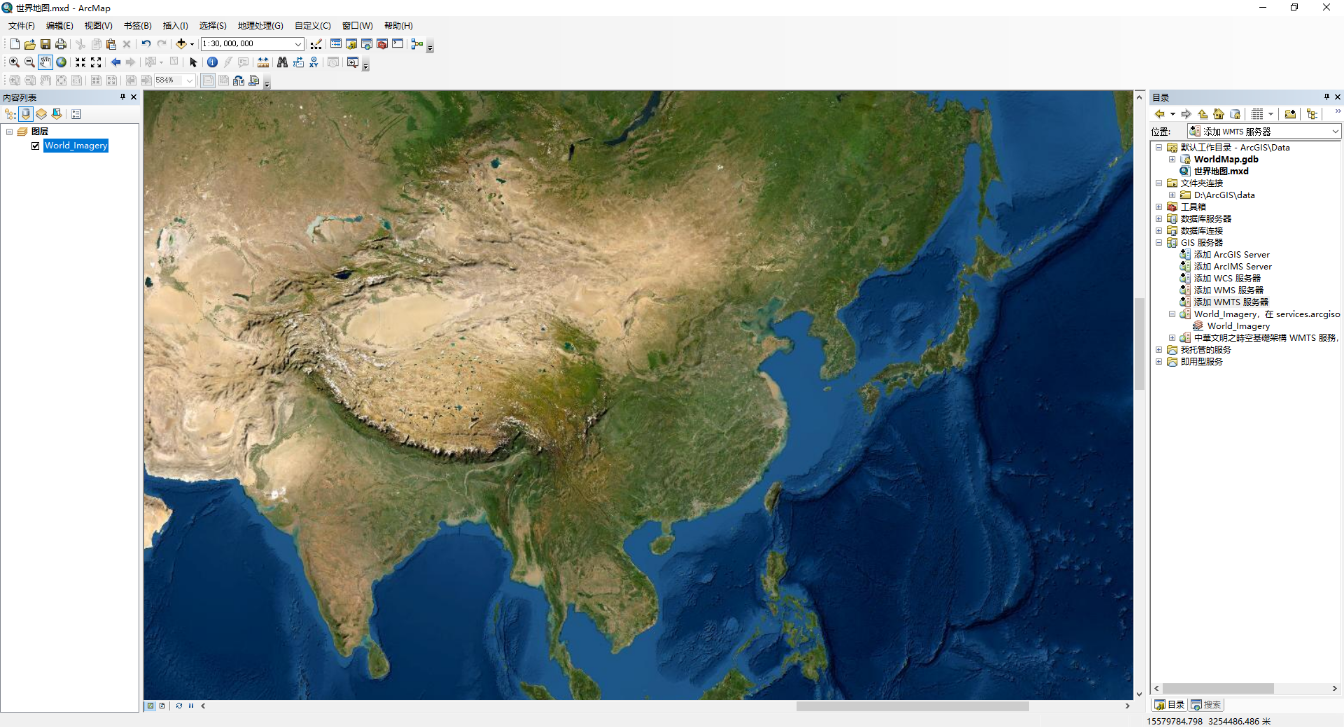 世界地图.mxd - ArcMap
文件(F) 编辑(E) 视图(V) 书签(B) 插入(I) 选择(S) 地理处理(G) 自定义(C) 窗口(W) 帮助(H)
1:30,000,000
584%
内容列表
图层
World_Imagery
目录
位置: 添加 WMTS 服务器
默认工作目录 - ArcGIS\Data
WorldMap.gdb
世界地图.mxd
文件夹连接
D:\ArcGIS\data
工具箱
数据库服务器
数据库连接
GIS 服务器
添加 ArcGIS Server
添加 ArcIMS Server
添加 WCS 服务器
添加 WMS 服务器
添加 WMTS 服务器
World_Imagery，在 services.arcgiso
World_Imagery
中華文明之時空基礎架構 WMTS 服務,
我托管的服务
即用型服务
目录 搜索
15579784.798 3254486.486 米